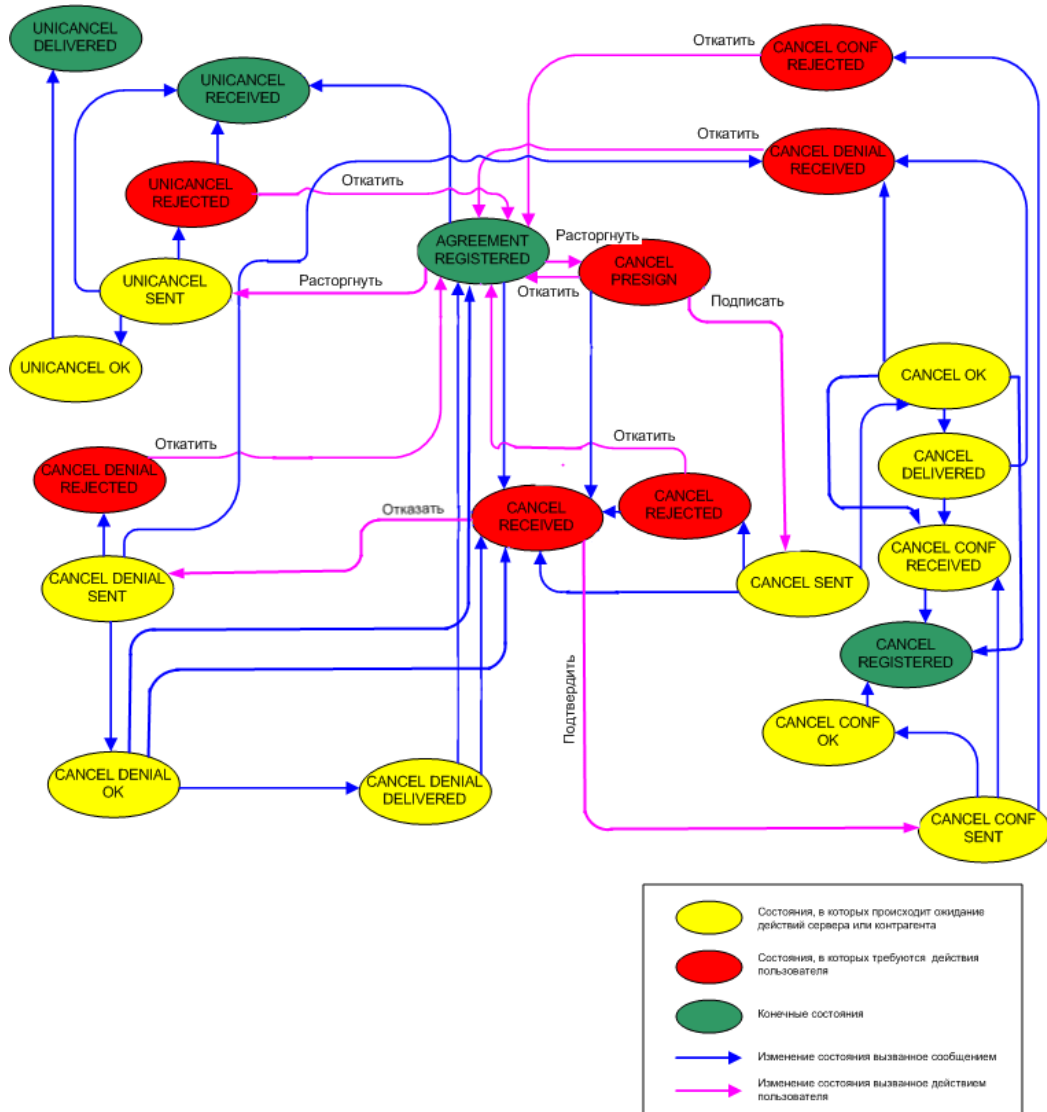 UNICANCEL
DELIVERED
UNICANCEL
RECEIVED
Откатить
CANCEL CONF
REJECTED
Откатить
CANCEL DENIAL
RECEIVED
UNICANCEL
REJECTED
Откатить
AGREEMENT
REGISTERED
Расторгнуть
CANCEL
PRESIGN
Откатить
Подписать
UNICANCEL
SENT
Расторгнуть
UNICANCEL OK
CANCEL OK
CANCEL DENIAL
REJECTED
Откатить
Откатить
CANCEL
DELIVERED
CANCEL
RECEIVED
CANCEL
REJECTED
Отказать
CANCEL CONF
RECEIVED
CANCEL DENIAL
SENT
CANCEL SENT
CANCEL
REGISTERED
Подтвердить
CANCEL CONF
OK
CANCEL DENIAL
OK
CANCEL DENIAL
DELIVERED
CANCEL CONF
SENT
Состояния, в которых происходит ожидание
действий сервера или контрагента
Состояния, в которых требуются действия
пользователя
Конечные состояния
Изменение состояния вызванное сообщением
Изменение состояния вызванное действием
пользователя